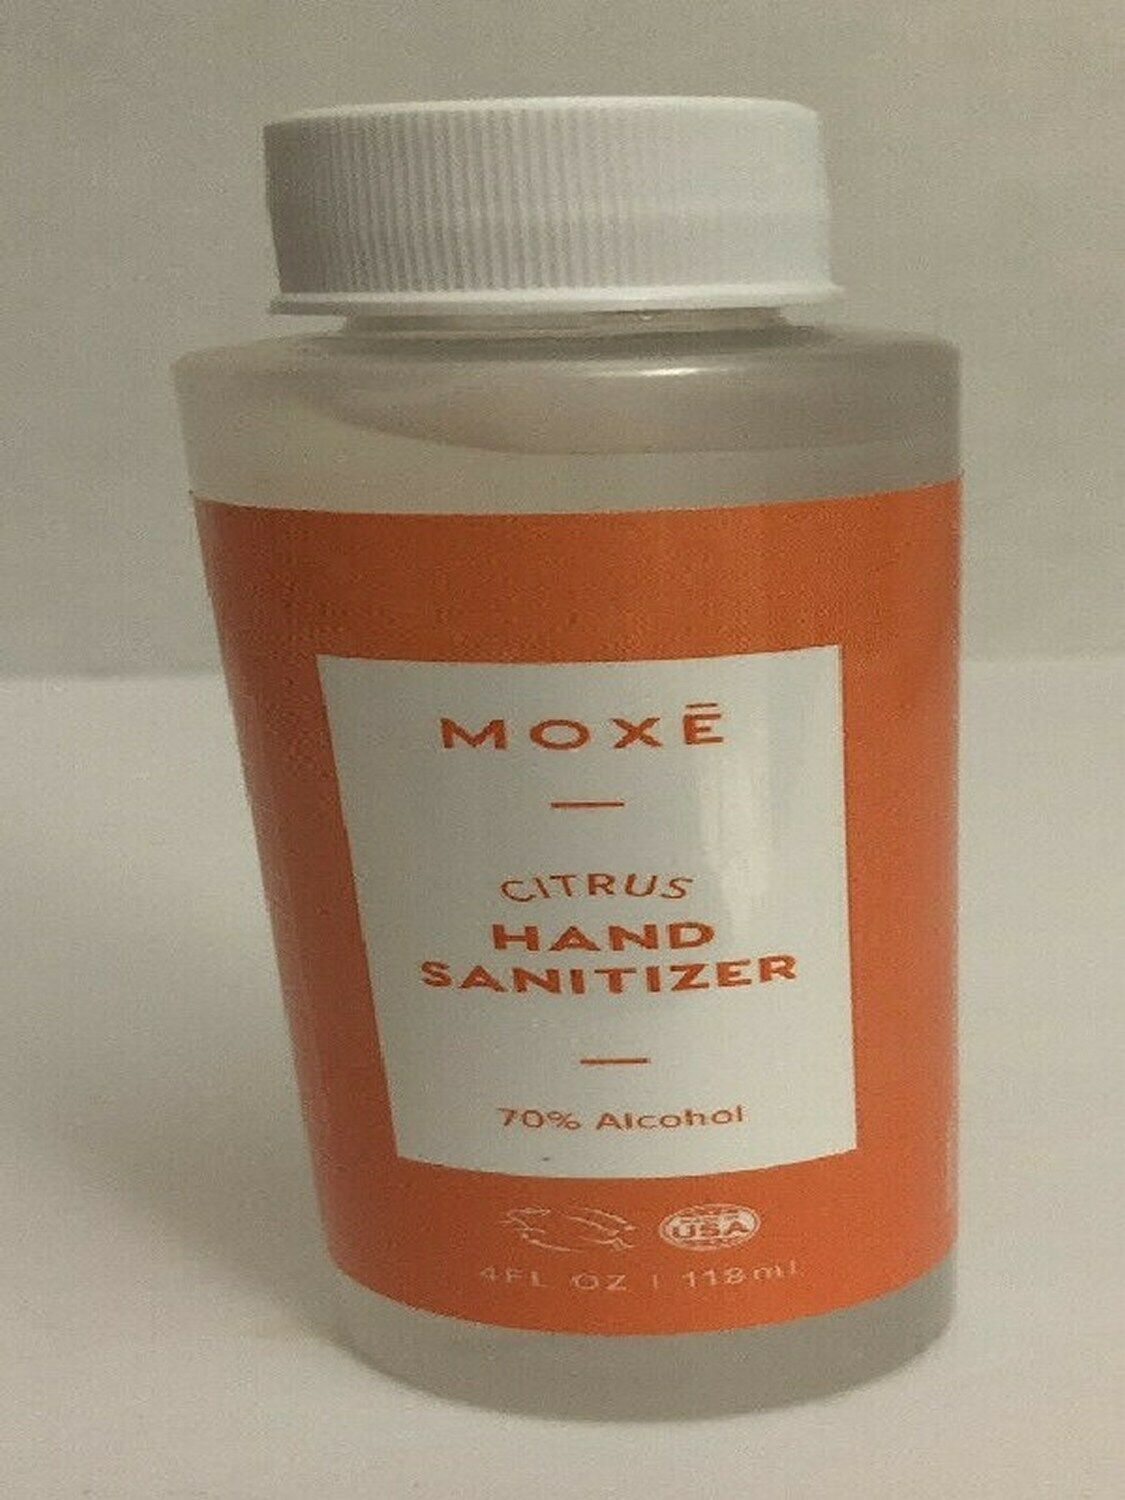 MOXĒ
CITRUS
HAND
SANITIZER
70% Alcohol
USA
4FL OZ | 118ml